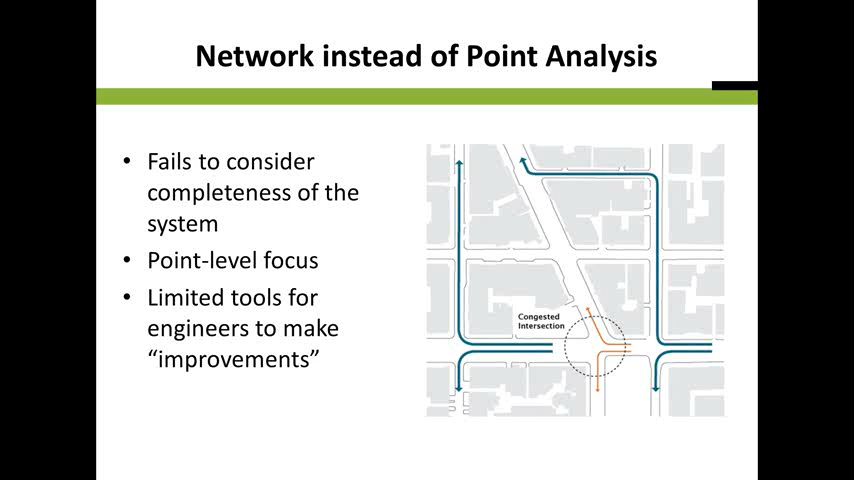 Network instead of Point Analysis
• Fails to consider
completeness of the
system
• Point-level focus
• Limited tools for
engineers to make
“improvements”
Congested
Intersection